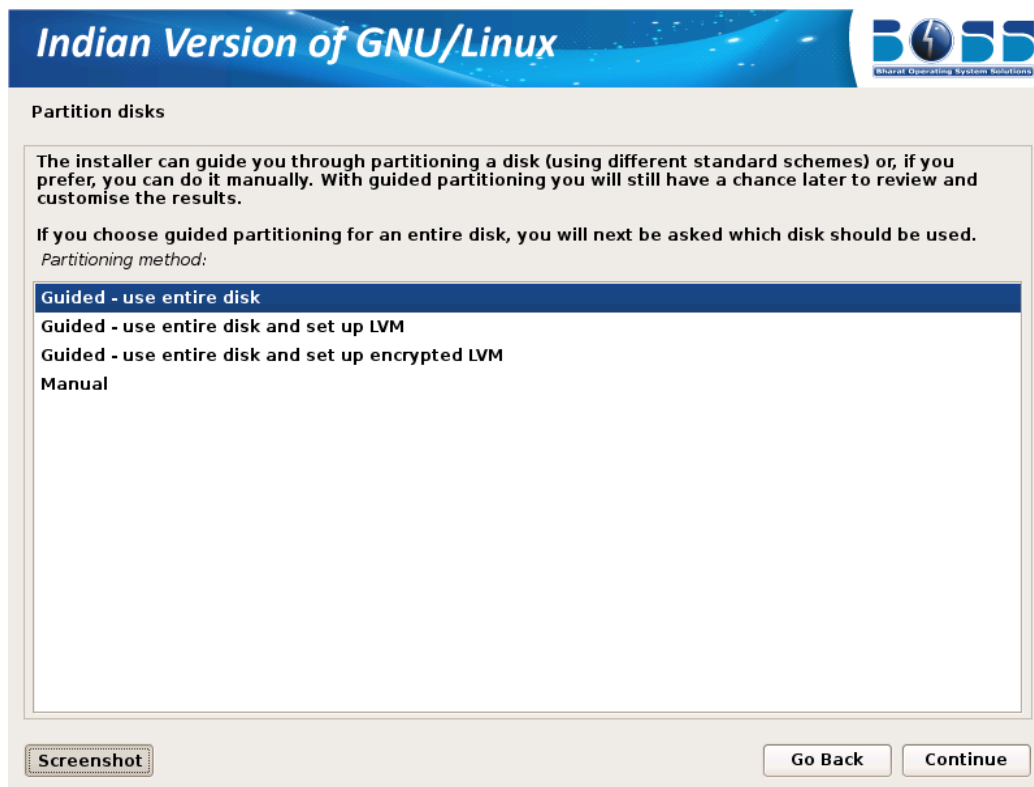 Indian Version of GNU/Linux
BOSS
Bharat Operating System Solutions
Partition disks
The installer can guide you through partitioning a disk (using different standard schemes) or, if you
prefer, you can do it manually. With guided partitioning you will still have a chance later to review and
customise the results.
If you choose guided partitioning for an entire disk, you will next be asked which disk should be used.
Partitioning method:
Guided - use entire disk
Guided - use entire disk and set up LVM
Guided - use entire disk and set up encrypted LVM
Manual
Screenshot
Go Back
Continue